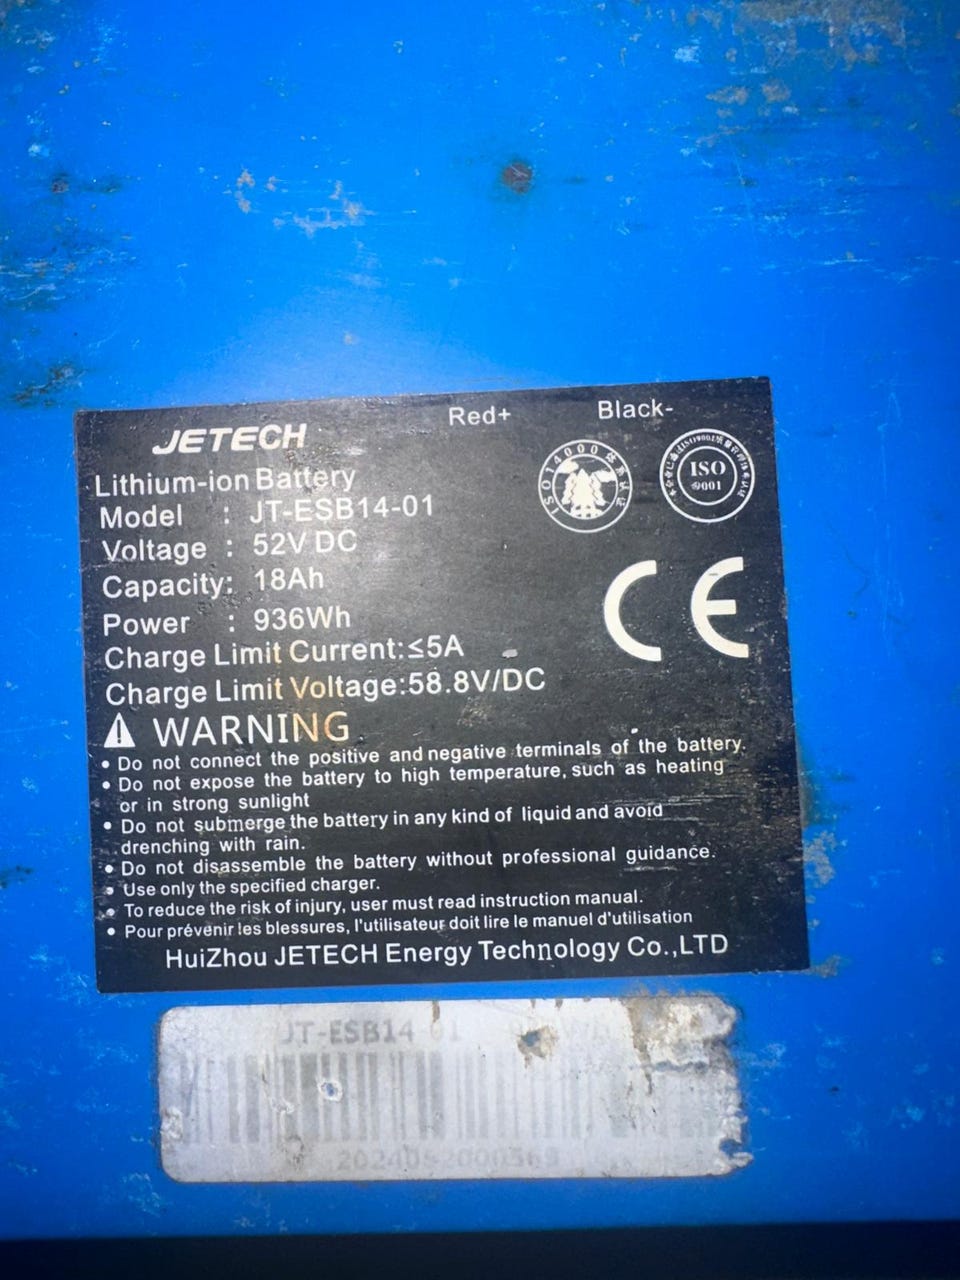 Red+ Black-
JETECH
Lithium-ion Battery
Model : JT-ESB14-01
Voltage : 52V DC
Capacity: 18Ah
Power : 936Wh
Charge Limit Current:≤5A
Charge Limit Voltage:58.8V/DC
ISO14000
ISO
9001
CE
WARNING
• Do not connect the positive and negative terminals of the battery.
• Do not expose the battery to high temperature, such as heating
or in strong sunlight
• Do not submerge the battery in any kind of liquid and avoid
drenching with rain.
• Do not disassemble the battery without professional guidance.
• Use only the specified charger.
• To reduce the risk of injury, user must read instruction manual.
• Pour prévenir les blessures, l'utilisateur doit lire le manuel d'utilisation
HuiZhou JETECH Energy Technology Co.,LTD
JT-ESB14 01